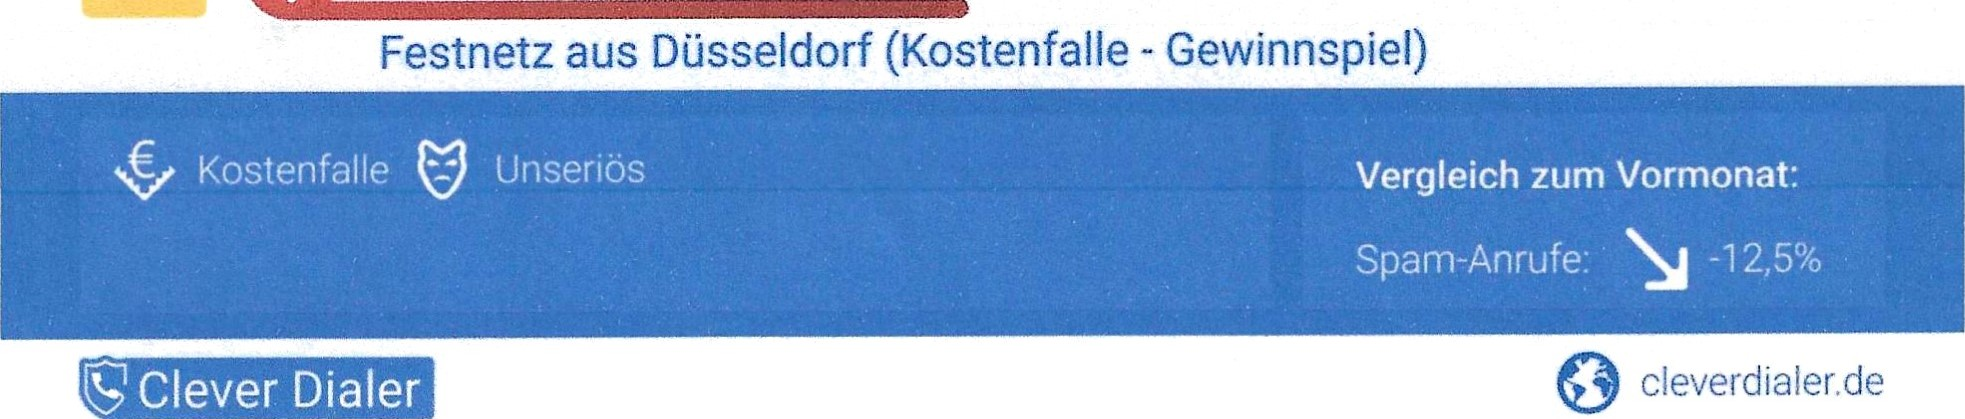 Festnetz aus Düsseldorf (Kostenfalle - Gewinnspiel)
Kostenfalle Unseriös
Vergleich zum Vormonat:
Spam-Anrufe: -12,5%
Clever Dialer
cleverdialer.de